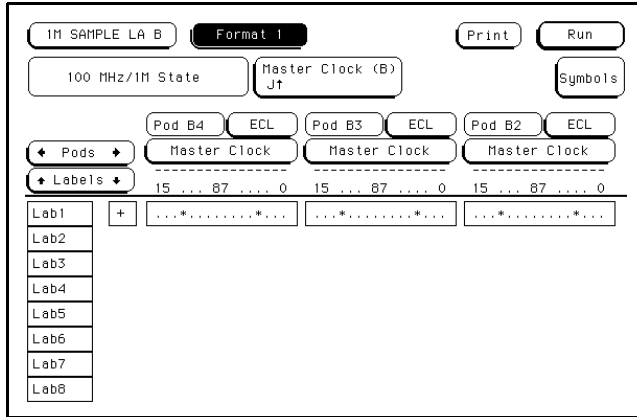 1M SAMPLE LA B Format 1 Print Run
100 MHz/1M State Master Clock (B) Symbols
J↑
Pod B4 ECL Pod B3 ECL Pod B2 ECL
← Pods → Master Clock Master Clock Master Clock
↑ Labels ↓
15 ... 87 .... 0 15 ... 87 .... 0 15 ... 87 .... 0
Lab1 + ...*........*... ...*........*... ...*........*...
Lab2
Lab3
Lab4
Lab5
Lab6
Lab7
Lab8